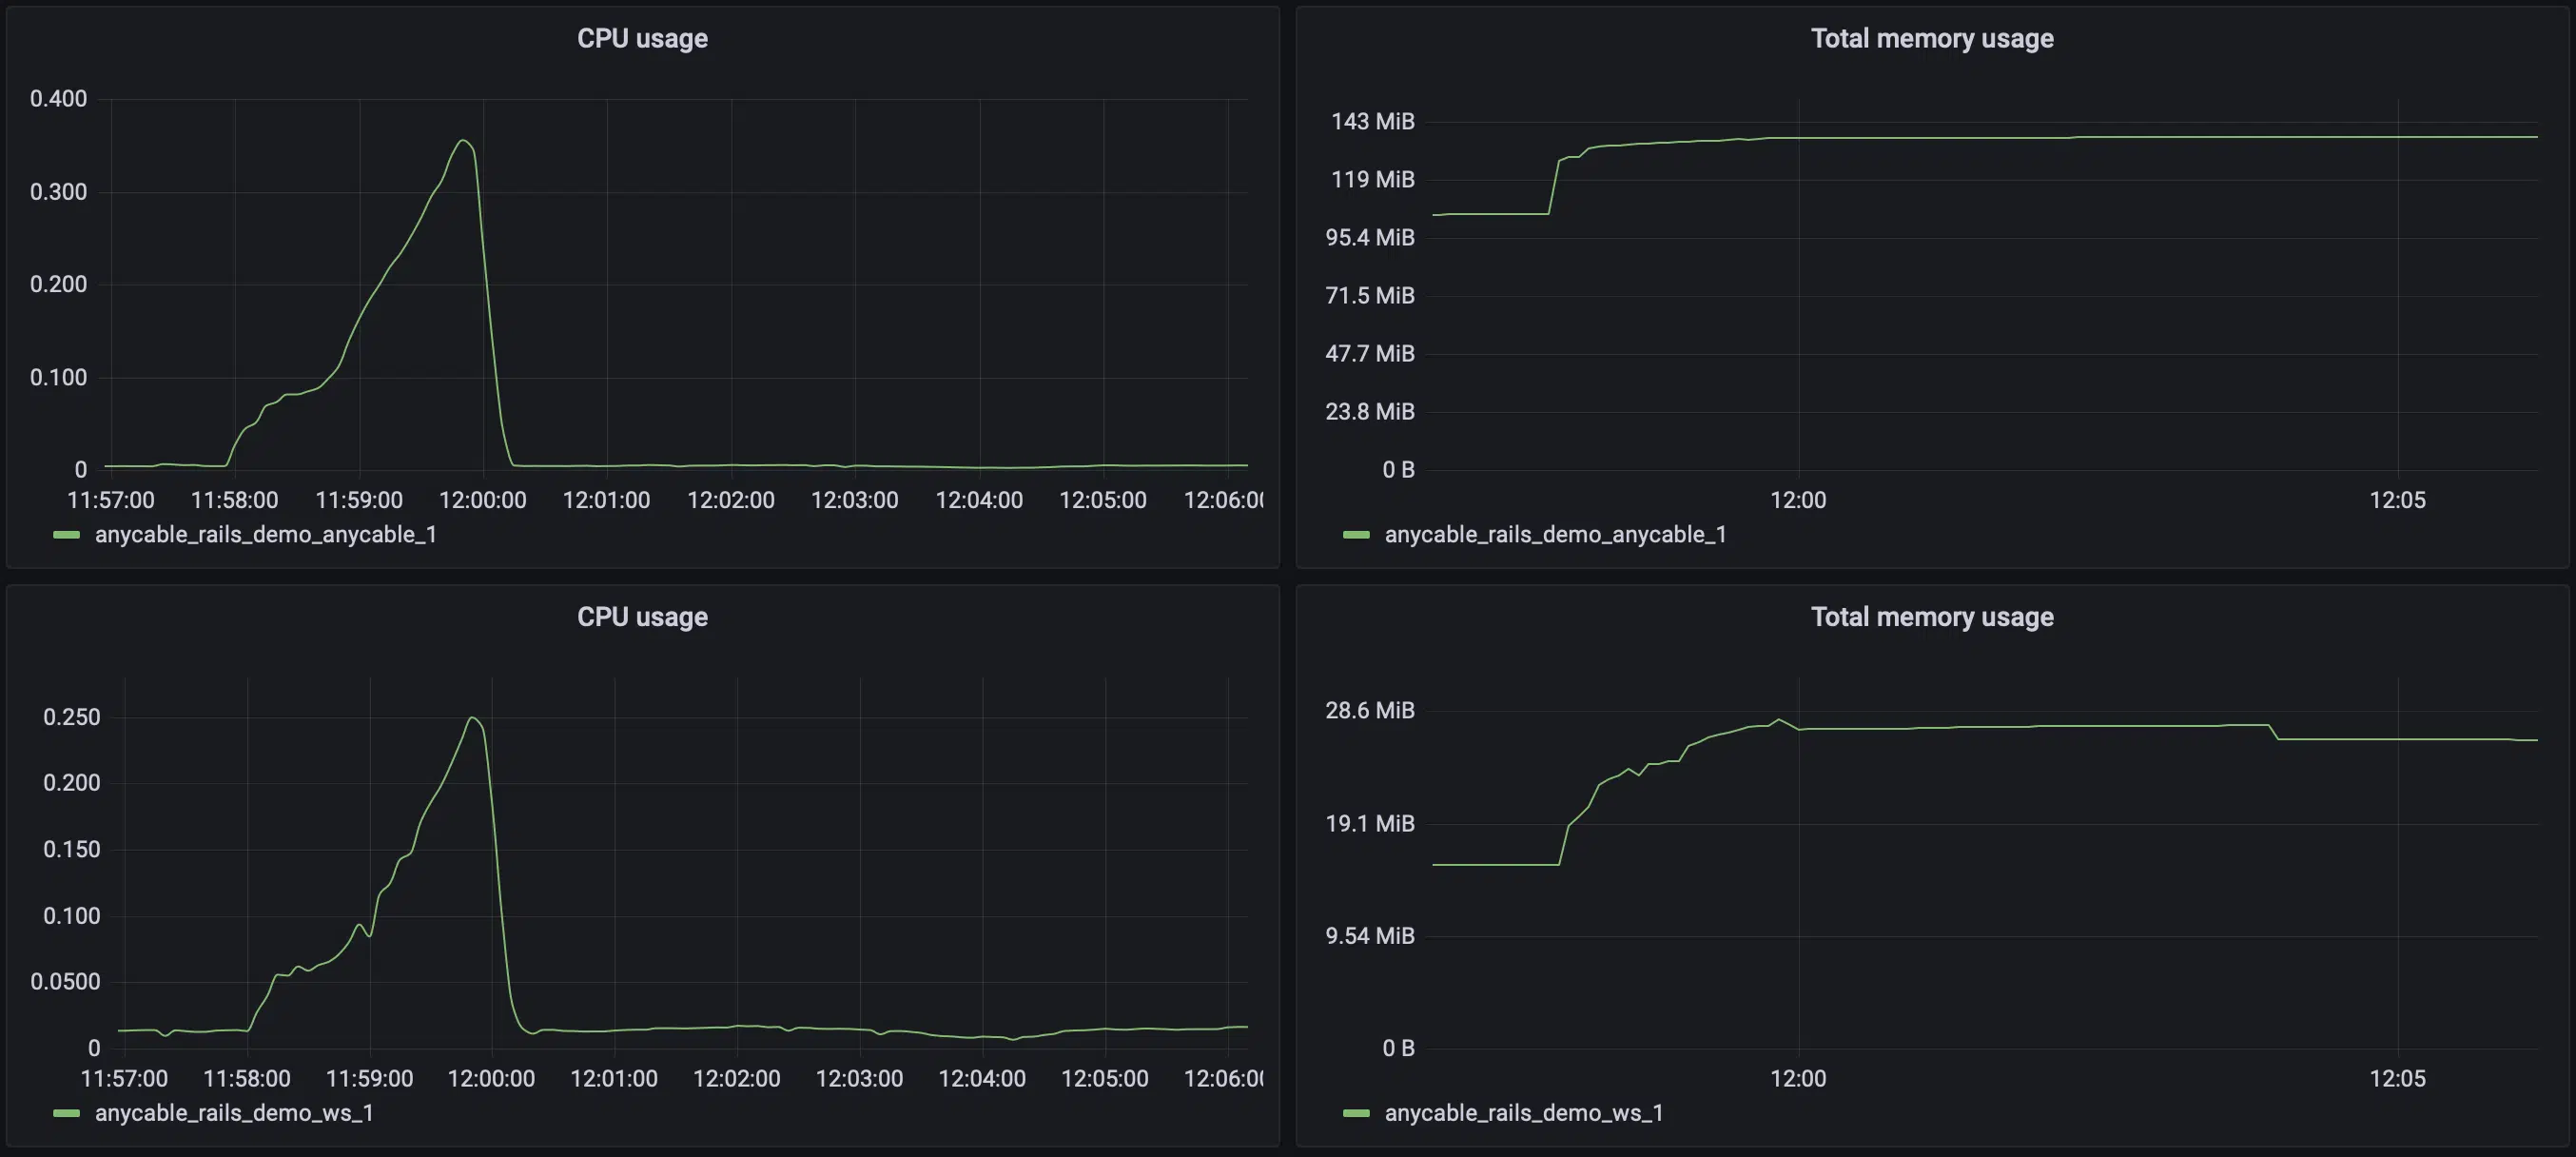 CPU usage
0.400
0.300
0.200
0.100
0
11:57:00 11:58:00 11:59:00 12:00:00 12:01:00 12:02:00 12:03:00 12:04:00 12:05:00 12:06:0
anycable_rails_demo_anycable_1
Total memory usage
143 MiB
119 MiB
95.4 MiB
71.5 MiB
47.7 MiB
23.8 MiB
0 B
12:00 12:05
anycable_rails_demo_anycable_1
CPU usage
0.250
0.200
0.150
0.100
0.0500
0
11:57:00 11:58:00 11:59:00 12:00:00 12:01:00 12:02:00 12:03:00 12:04:00 12:05:00 12:06:0
anycable_rails_demo_ws_1
Total memory usage
28.6 MiB
19.1 MiB
9.54 MiB
0 B
12:00 12:05
anycable_rails_demo_ws_1